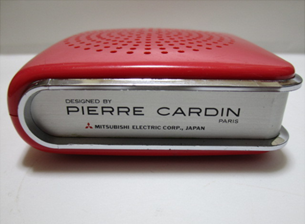 DESIGNED BY
PIERRE CARDIN
PARIS
MITSUBISHI ELECTRIC CORP., JAPAN